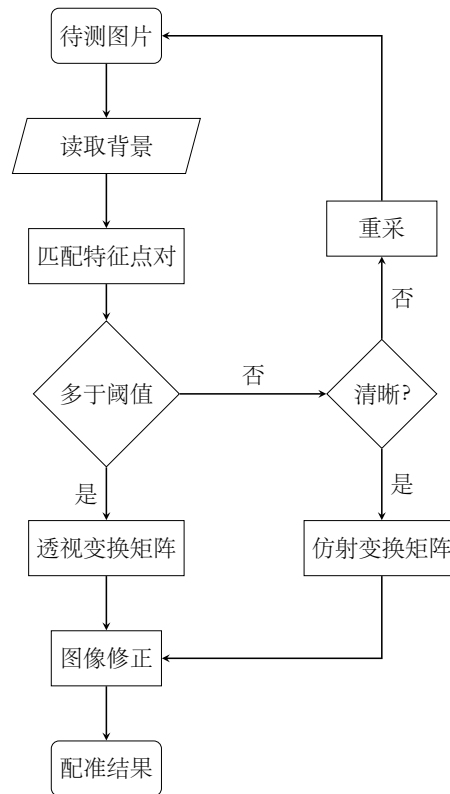 待测图片
读取背景
重采
匹配特征点对
否
否
多于阈值
清晰?
是
是
透视变换矩阵
仿射变换矩阵
图像修正
配准结果